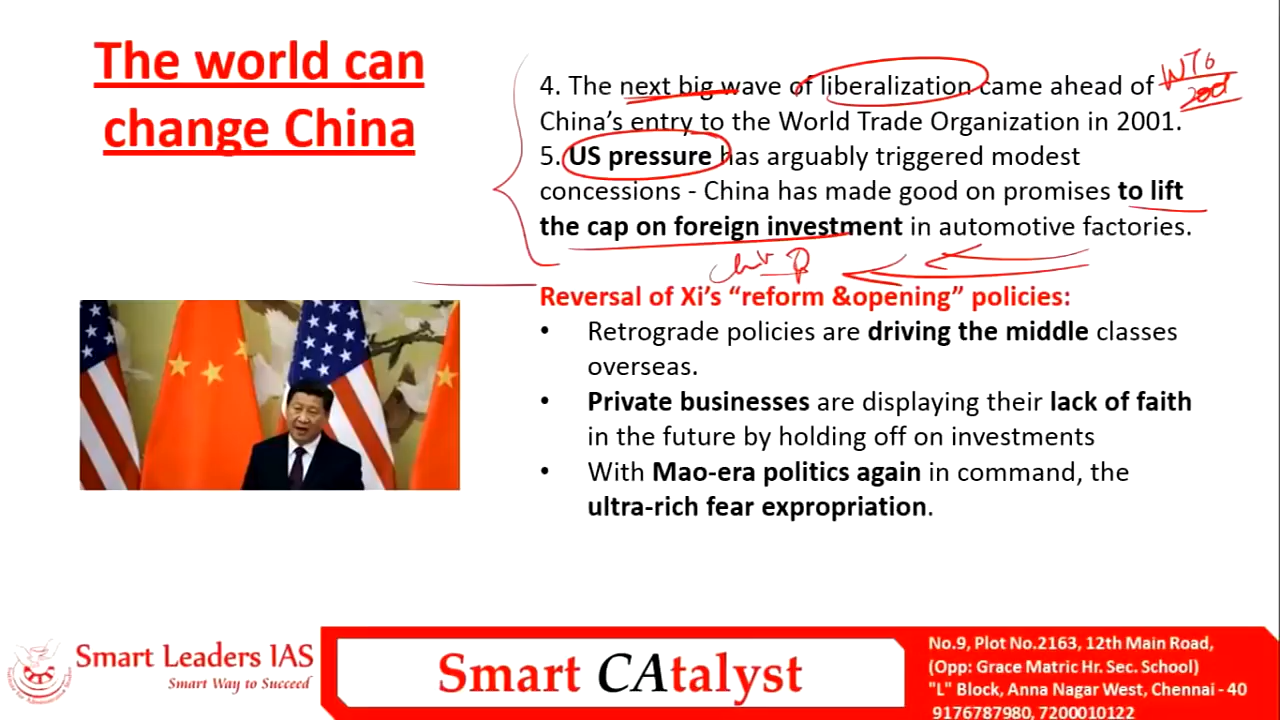 The world can
change China
4. The next big wave of liberalization came ahead of
WTO
2001
China's entry to the World Trade Organization in 2001.
5. US pressure has arguably triggered modest
concessions - China has made good on promises to lift
the cap on foreign investment in automotive factories.
Reversal of Xi's “reform &opening” policies:
• Retrograde policies are driving the middle classes
overseas.
• Private businesses are displaying their lack of faith
in the future by holding off on investments
• With Mao-era politics again in command, the
ultra-rich fear expropriation.
Smart Leaders IAS
Smart Way to Succeed
Smart CAtalyst
No.9, Plot No.2163, 12th Main Road,
(Opp: Grace Matric Hr. Sec. School)
"L" Block, Anna Nagar West, Chennai - 40
9176787980, 7200010122